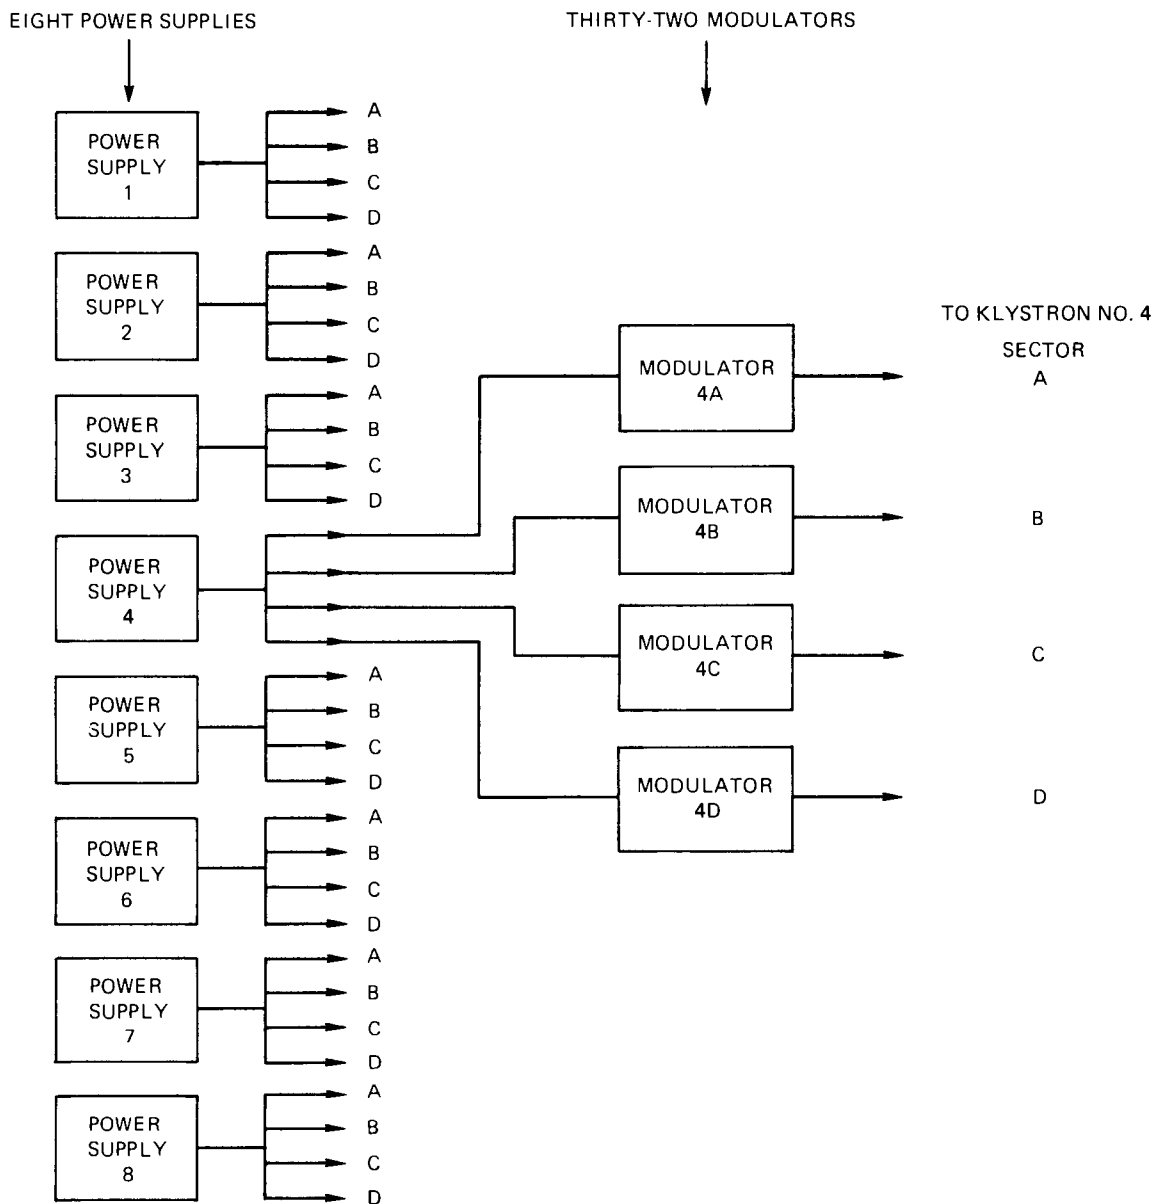 EIGHT POWER SUPPLIES
THIRTY-TWO MODULATORS
POWER
SUPPLY
1
A
B
C
D
POWER
SUPPLY
2
A
B
C
D
POWER
SUPPLY
3
A
B
C
D
POWER
SUPPLY
4
POWER
SUPPLY
5
A
B
C
D
POWER
SUPPLY
6
A
B
C
D
POWER
SUPPLY
7
A
B
C
D
POWER
SUPPLY
8
A
B
C
D
MODULATOR
4A
MODULATOR
4B
MODULATOR
4C
MODULATOR
4D
TO KLYSTRON NO. 4
SECTOR
A
B
C
D